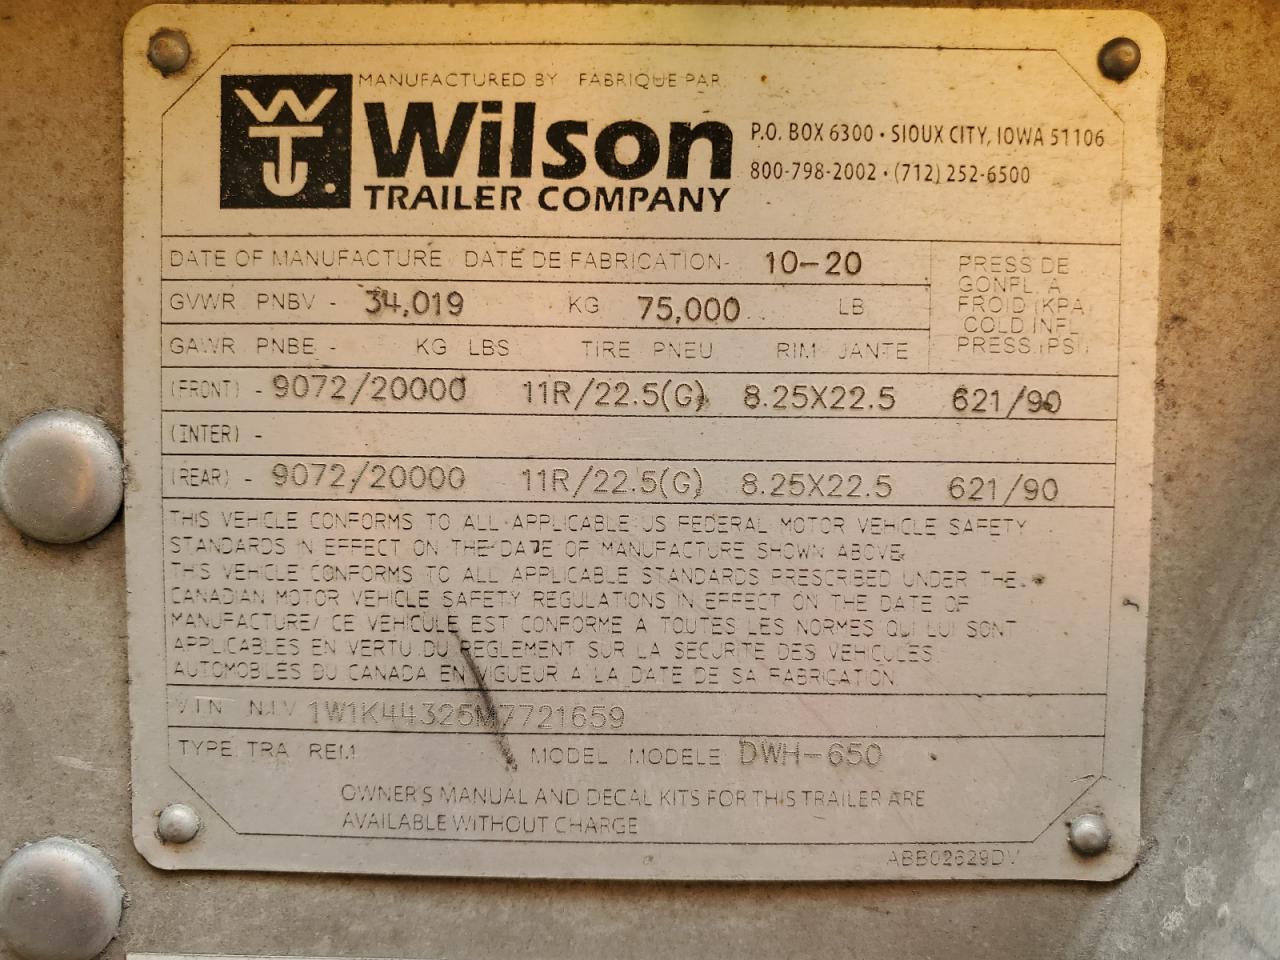 MANUFACTURED BY FABRIQUE PAR
WT
Wilson
TRAILER COMPANY
P.O. BOX 6300 · SIOUX CITY, IOWA 51106
800-798-2002 · (712) 252-6500
DATE OF MANUFACTURE DATE DE FABRICATION- 10-20
GVWR PNBV - 34,019 KG 75,000 LB
PRESS DE
GONFL A
FROID (KPA)
COLD INFL
PRESS (PSI)
GAWR PNBE - KG LBS TIRE PNEU RIM JANTE
(FRONT) - 9072/20000 11R/22.5(G) 8.25X22.5 621/90
(INTER) -
(REAR) - 9072/20000 11R/22.5(G) 8.25X22.5 621/90
THIS VEHICLE CONFORMS TO ALL APPLICABLE US FEDERAL MOTOR VEHICLE SAFETY
STANDARDS IN EFFECT ON THE DATE OF MANUFACTURE SHOWN ABOVE.
THIS VEHICLE CONFORMS TO ALL APPLICABLE STANDARDS PRESCRIBED UNDER THE
CANADIAN MOTOR VEHICLE SAFETY REGULATIONS IN EFFECT ON THE DATE OF
MANUFACTURE/ CE VEHICULE EST CONFORME A TOUTES LES NORMES QUI LUI SONT
APPLICABLES EN VERTU DU REGLEMENT SUR LA SECURITE DES VEHICULES
AUTOMOBILES DU CANADA EN VIGUEUR A LA DATE DE SA FABRICATION.
V.I.N. N.I.V. 1W1K44325M7721659
TYPE TRA REM MODEL MODELE DWH-650
OWNER'S MANUAL AND DECAL KITS FOR THIS TRAILER ARE
AVAILABLE WITHOUT CHARGE
ABB02629DV